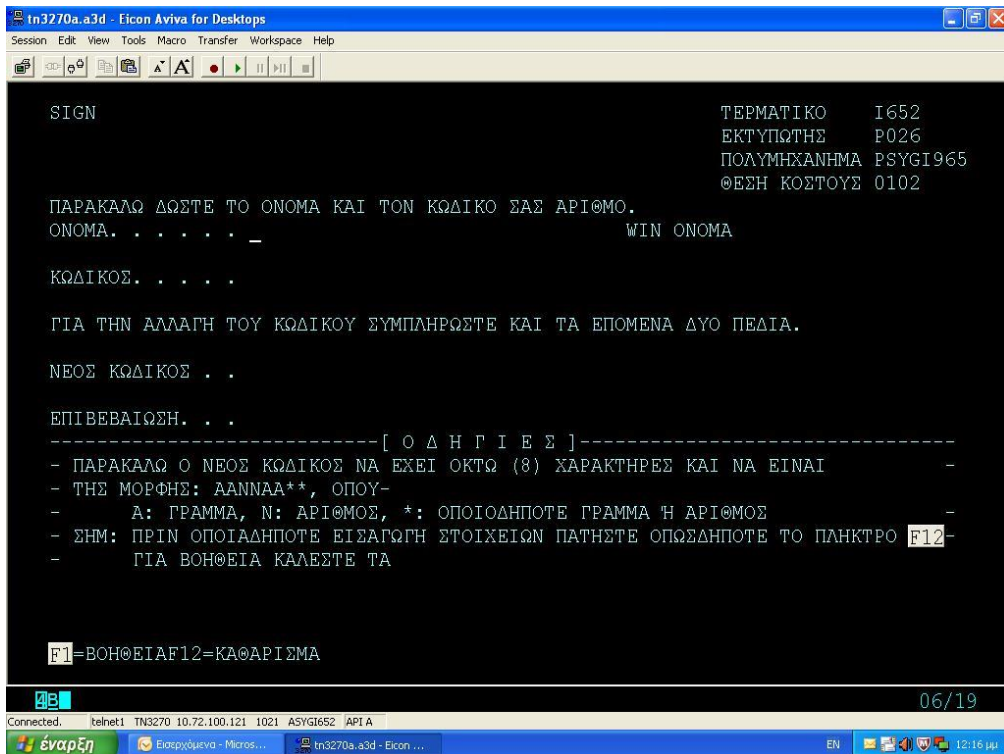 tn3270a.a3d - Eicon Aviva for Desktops
Session Edit View Tools Macro Transfer Workspace Help
SIGN ΤΕΡΜΑΤΙΚΟ I652
ΕΚΤΥΠΩΤΗΣ P026
ΠΟΛΥΜΗΧΑΝΗΜΑ PSYGI965
ΘΕΣΗ ΚΟΣΤΟΥΣ 0102
ΠΑΡΑΚΑΛΩ ΔΩΣΤΕ ΤΟ ΟΝΟΜΑ ΚΑΙ ΤΟΝ ΚΩΔΙΚΟ ΣΑΣ ΑΡΙΘΜΟ.
ΟΝΟΜΑ. . . . . . _ WIN ΟΝΟΜΑ
ΚΩΔΙΚΟΣ. . . . .
ΓΙΑ ΤΗΝ ΑΛΛΑΓΗ ΤΟΥ ΚΩΔΙΚΟΥ ΣΥΜΠΛΗΡΩΣΤΕ ΚΑΙ ΤΑ ΕΠΟΜΕΝΑ ΔΥΟ ΠΕΔΙΑ.
ΝΕΟΣ ΚΩΔΙΚΟΣ . .
ΕΠΙΒΕΒΑΙΩΣΗ. . .
----------------------------[ Ο Δ Η Γ Ι Ε Σ ]--------------------------------
- ΠΑΡΑΚΑΛΩ Ο ΝΕΟΣ ΚΩΔΙΚΟΣ ΝΑ ΕΧΕΙ ΟΚΤΩ (8) ΧΑΡΑΚΤΗΡΕΣ ΚΑΙ ΝΑ ΕΙΝΑΙ -
- ΤΗΣ ΜΟΡΦΗΣ: ΑΑΝΝΑΑ**, ΟΠΟΥ-
- Α: ΓΡΑΜΜΑ, Ν: ΑΡΙΘΜΟΣ, *: ΟΠΟΙΟΔΗΠΟΤΕ ΓΡΑΜΜΑ Ή ΑΡΙΘΜΟΣ -
- ΣΗΜ: ΠΡΙΝ ΟΠΟΙΑΔΗΠΟΤΕ ΕΙΣΑΓΩΓΗ ΣΤΟΙΧΕΙΩΝ ΠΑΤΗΣΤΕ ΟΠΩΣΔΗΠΟΤΕ ΤΟ ΠΛΗΚΤΡΟ F12-
- ΓΙΑ ΒΟΗΘΕΙΑ ΚΑΛΕΣΤΕ ΤΑ
F1=ΒΟΗΘΕΙΑF12=ΚΑΘΑΡΙΣΜΑ
4B 06/19
Connected. telnet1 TN3270 10.72.100.121 1021 ASYGI652 API A
έναρξη Εισερχόμενα - Micros... tn3270a.a3d - Eicon ... EN 12:16 μμ